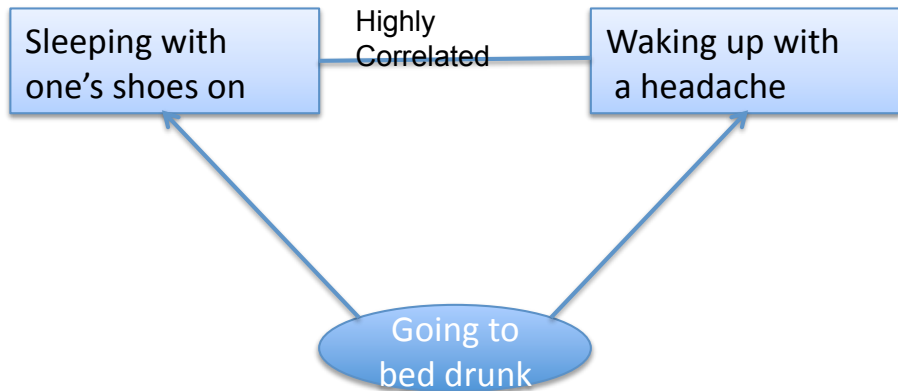 Sleeping with
one’s shoes on
Highly
Correlated
Waking up with
a headache
Going to
bed drunk